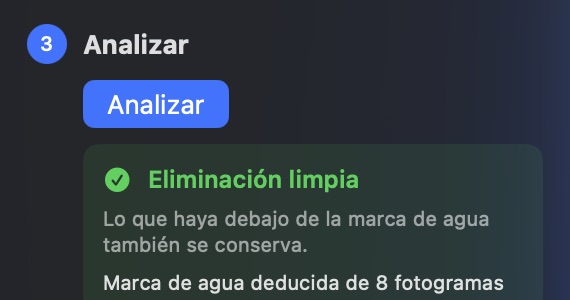 3 Analizar
Analizar
Eliminación limpia
Lo que haya debajo de la marca de agua
también se conserva.
Marca de agua deducida de 8 fotogramas